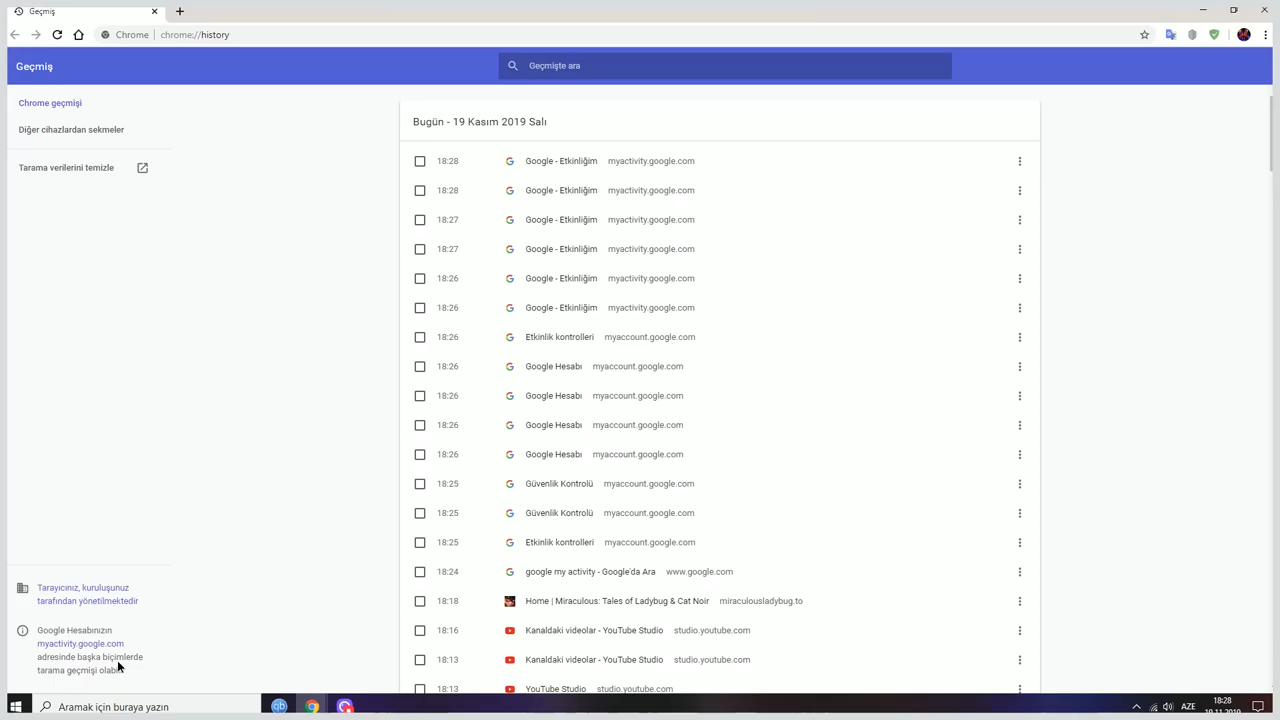 Geçmiş
Chrome chrome://history
Geçmiş
Geçmişte ara
Chrome geçmişi
Diğer cihazlardan sekmeler
Tarama verilerini temizle
Bugün - 19 Kasım 2019 Salı
18:28 Google - Etkinliğim myactivity.google.com
18:28 Google - Etkinliğim myactivity.google.com
18:27 Google - Etkinliğim myactivity.google.com
18:27 Google - Etkinliğim myactivity.google.com
18:26 Google - Etkinliğim myactivity.google.com
18:26 Google - Etkinliğim myactivity.google.com
18:26 Etkinlik kontrolleri myaccount.google.com
18:26 Google Hesabı myaccount.google.com
18:26 Google Hesabı myaccount.google.com
18:26 Google Hesabı myaccount.google.com
18:26 Google Hesabı myaccount.google.com
18:25 Güvenlik Kontrolü myaccount.google.com
18:25 Güvenlik Kontrolü myaccount.google.com
18:25 Etkinlik kontrolleri myaccount.google.com
18:24 google my activity - Google'da Ara www.google.com
18:18 Home | Miraculous: Tales of Ladybug & Cat Noir miraculousladybug.to
18:16 Kanaldaki videolar - YouTube Studio studio.youtube.com
18:13 Kanaldaki videolar - YouTube Studio studio.youtube.com
18:13 YouTube Studio studio.youtube.com
Tarayıcınız, kuruluşunuz
tarafından yönetilmektedir
Google Hesabınızın
myactivity.google.com
adresinde başka biçimlerde
tarama geçmişi
Aramak için buraya yazın
qb
AZE
18:28
19.11.2019